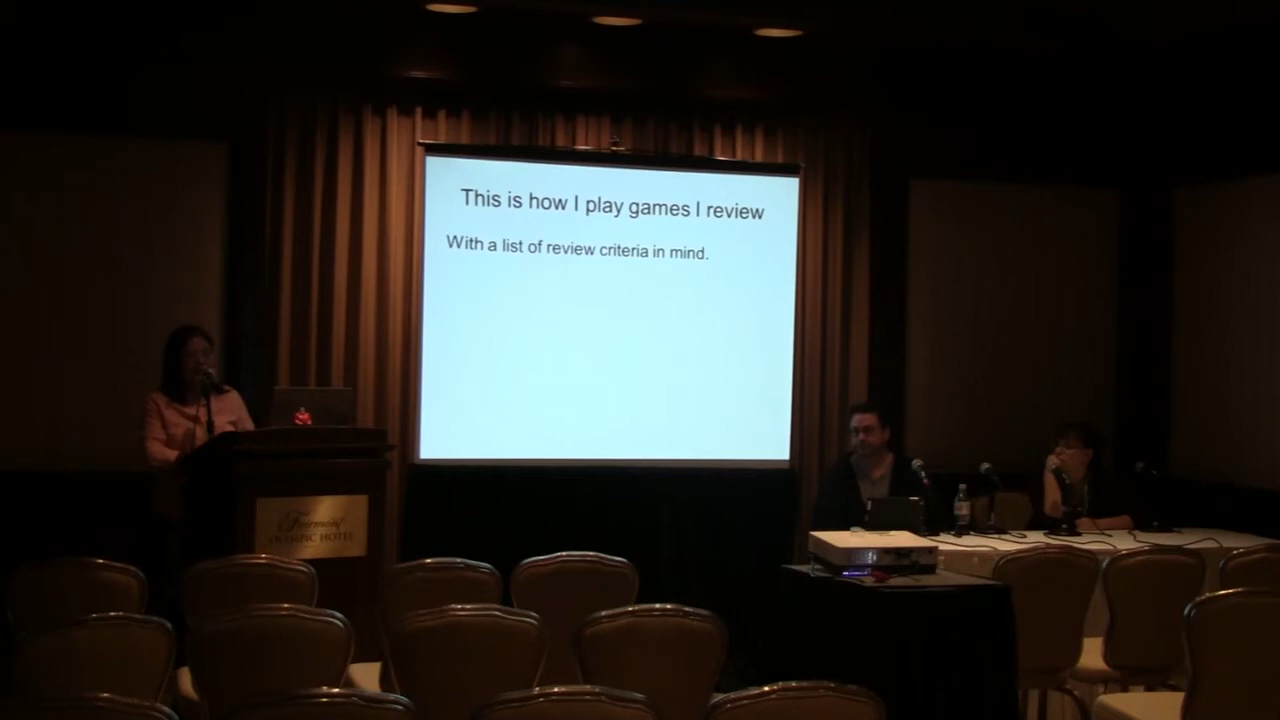 This is how I play games I review
With a list of review criteria in mind.
Fairmont
OLYMPIC HOTEL